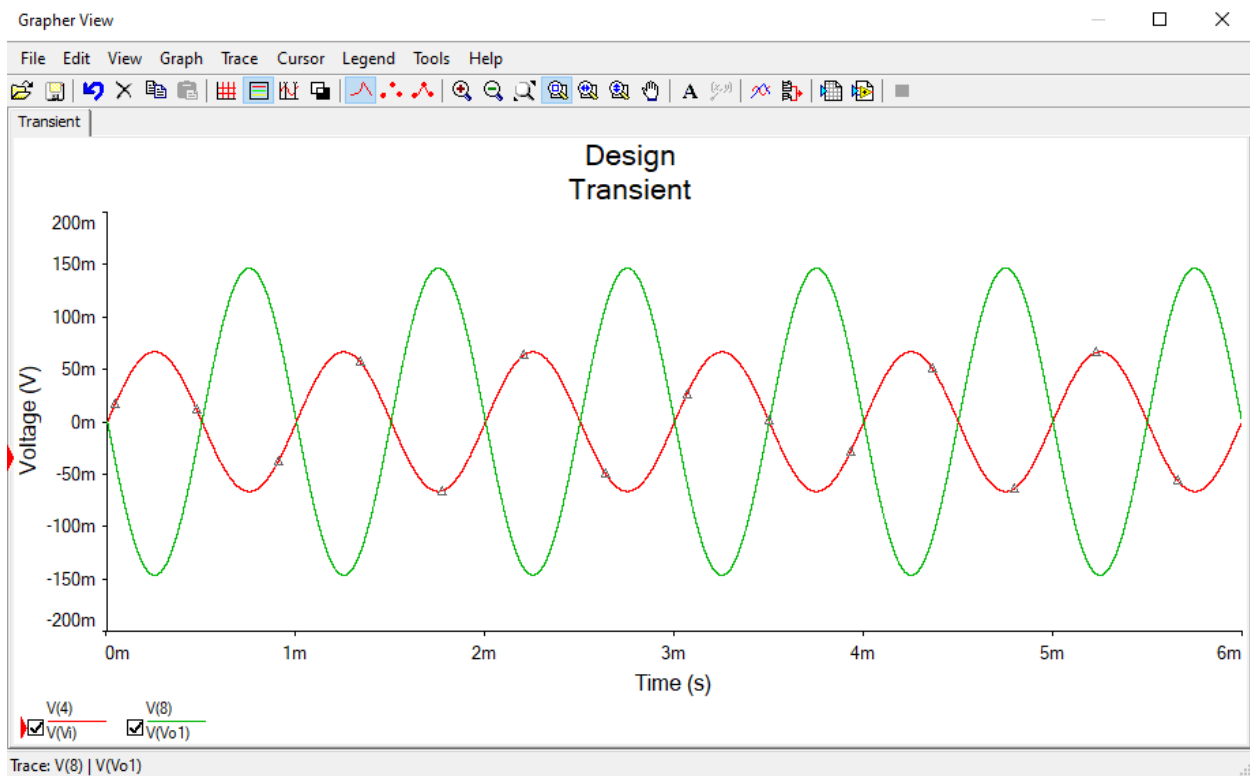 Grapher View
File Edit View Graph Trace Cursor Legend Tools Help
A (x,y)
Transient
Design
Transient
200m
150m
100m
50m
0m
-50m
-100m
-150m
-200m
Voltage (V)
0m 1m 2m 3m 4m 5m 6m
Time (s)
V(4) V(8)
V(Vi) V(Vo1)
Trace: V(8) | V(Vo1)